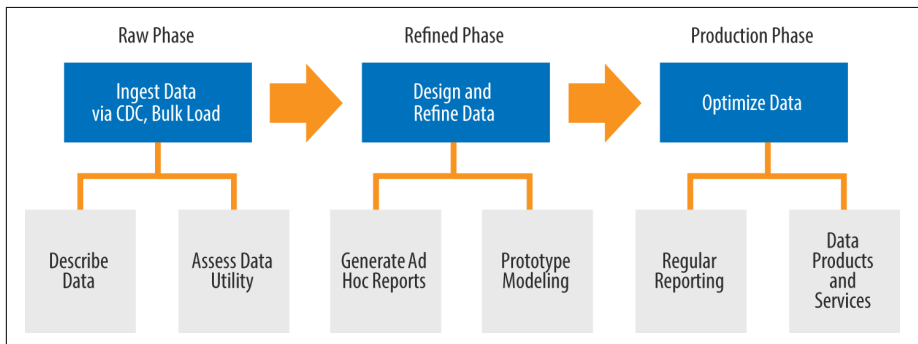 Raw Phase
Refined Phase
Production Phase
Ingest Data
via CDC, Bulk Load
Design and
Refine Data
Optimize Data
Describe
Data
Assess Data
Utility
Generate Ad
Hoc Reports
Prototype
Modeling
Regular
Reporting
Data
Products
and
Services